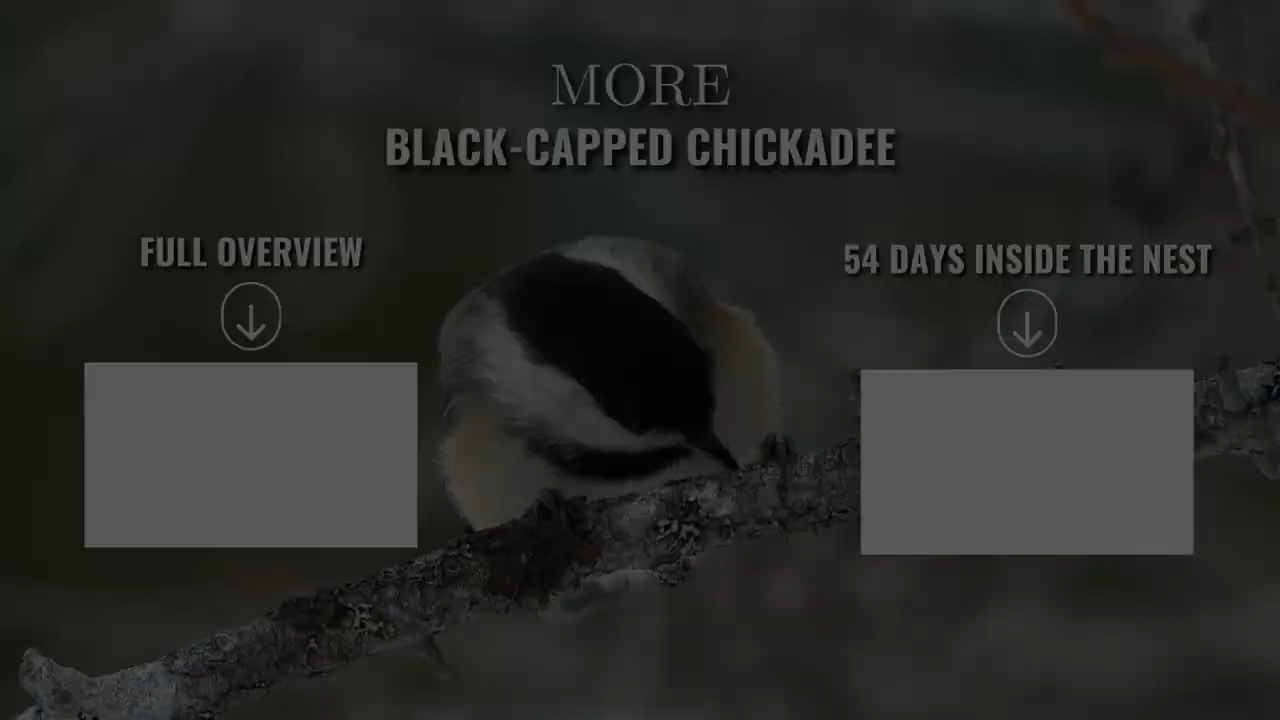 MORE
BLACK-CAPPED CHICKADEE
FULL OVERVIEW
54 DAYS INSIDE THE NEST